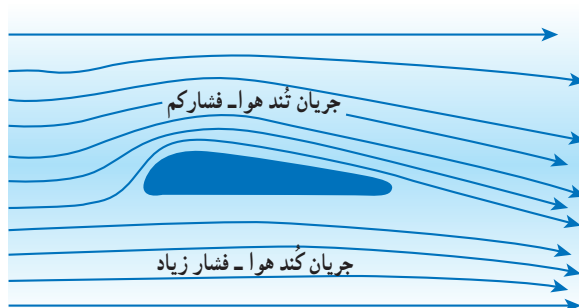 جریان تُند هوا ـ فشارکم
جریان کُند هوا ـ فشار زیاد